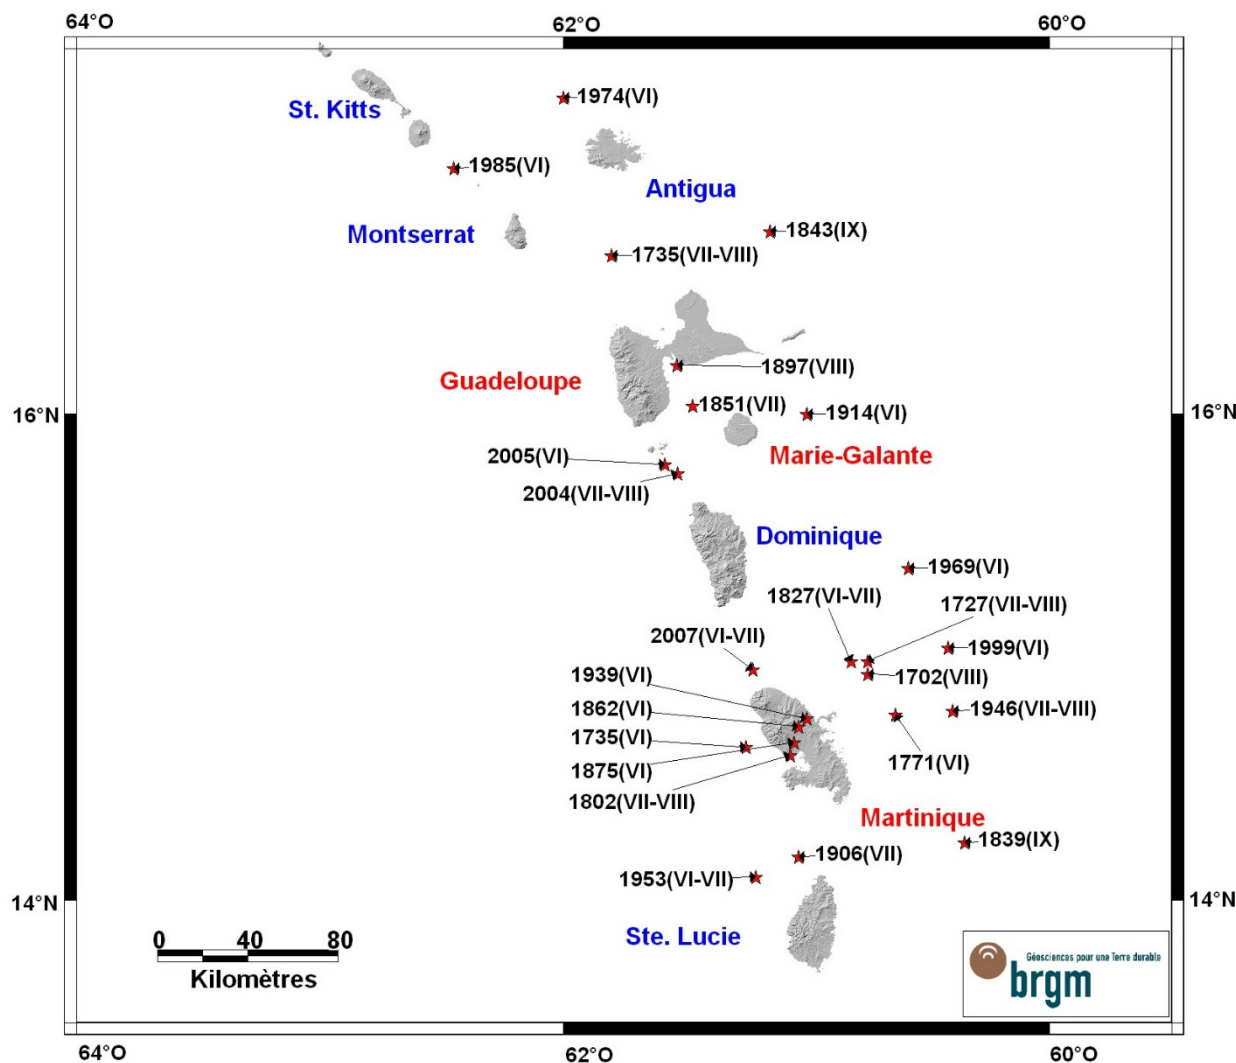 64°O
62°O
60°O
1974(VI)
St. Kitts
1985(VI)
Antigua
Montserrat
1843(IX)
1735(VII-VIII)
1897(VIII)
Guadeloupe
1851(VII)
1914(VI)
16°N
16°N
2005(VI)
Marie-Galante
2004(VII-VIII)
Dominique
1969(VI)
1827(VI-VII)
1727(VII-VIII)
2007(VI-VII)
1999(VI)
1939(VI)
1702(VIII)
1862(VI)
1946(VII-VIII)
1735(VI)
1771(VI)
1875(VI)
1802(VII-VIII)
Martinique
1839(IX)
1906(VII)
1953(VI-VII)
14°N
14°N
Ste. Lucie
0 40 80
Kilomètres
Géosciences pour une Terre durable
brgm
64°O
62°O
60°O